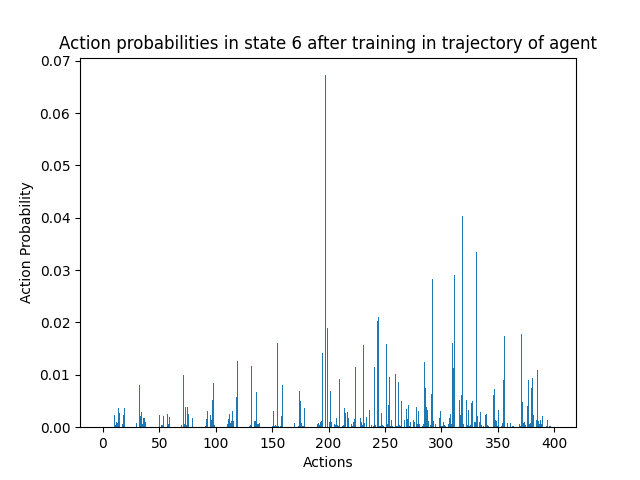 Action probabilities in state 6 after training in trajectory of agent
0.07
0.06
0.05
0.04
0.03
0.02
0.01
0.00
Action Probability
0 50 100 150 200 250 300 350 400
Actions